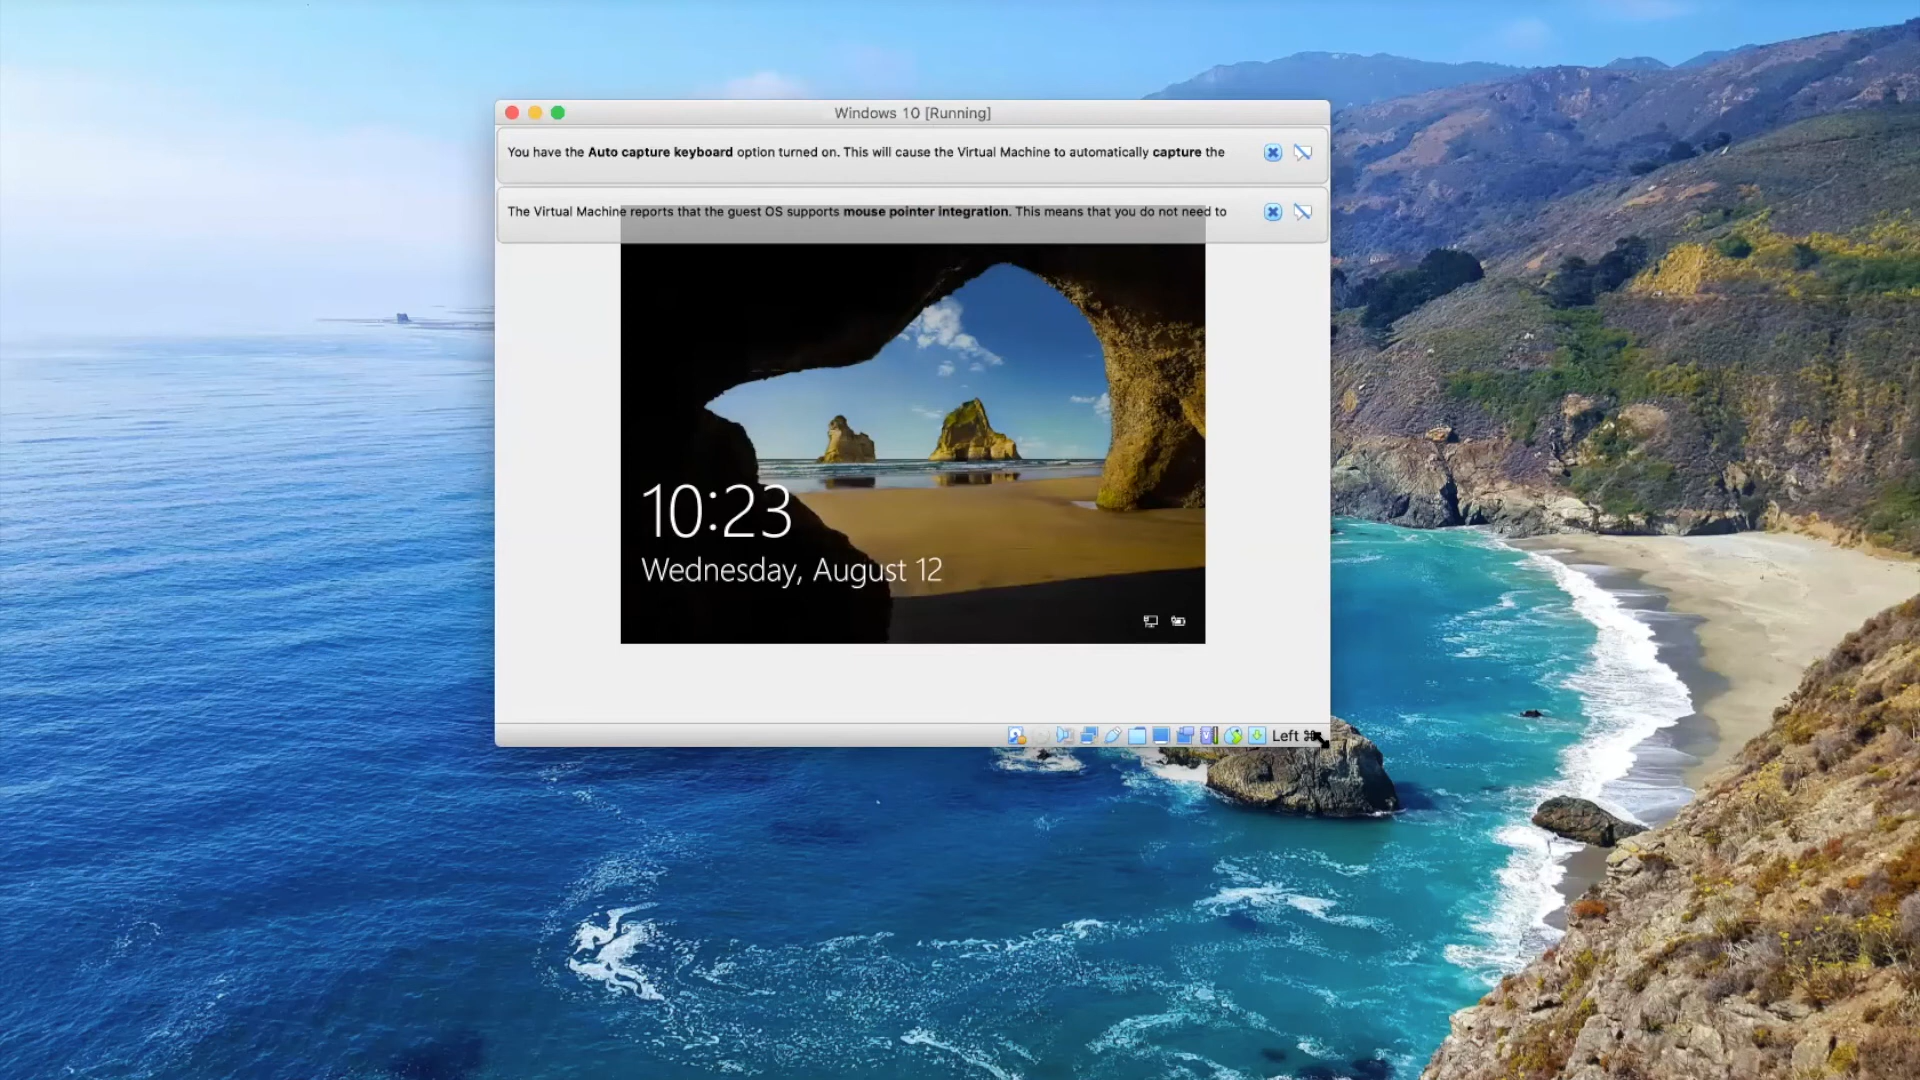 Windows 10 [Running]
You have the Auto capture keyboard option turned on. This will cause the Virtual Machine to automatically capture the
The Virtual Machine reports that the guest OS supports mouse pointer integration. This means that you do not need to
10:23
Wednesday, August 12
Left ⌘